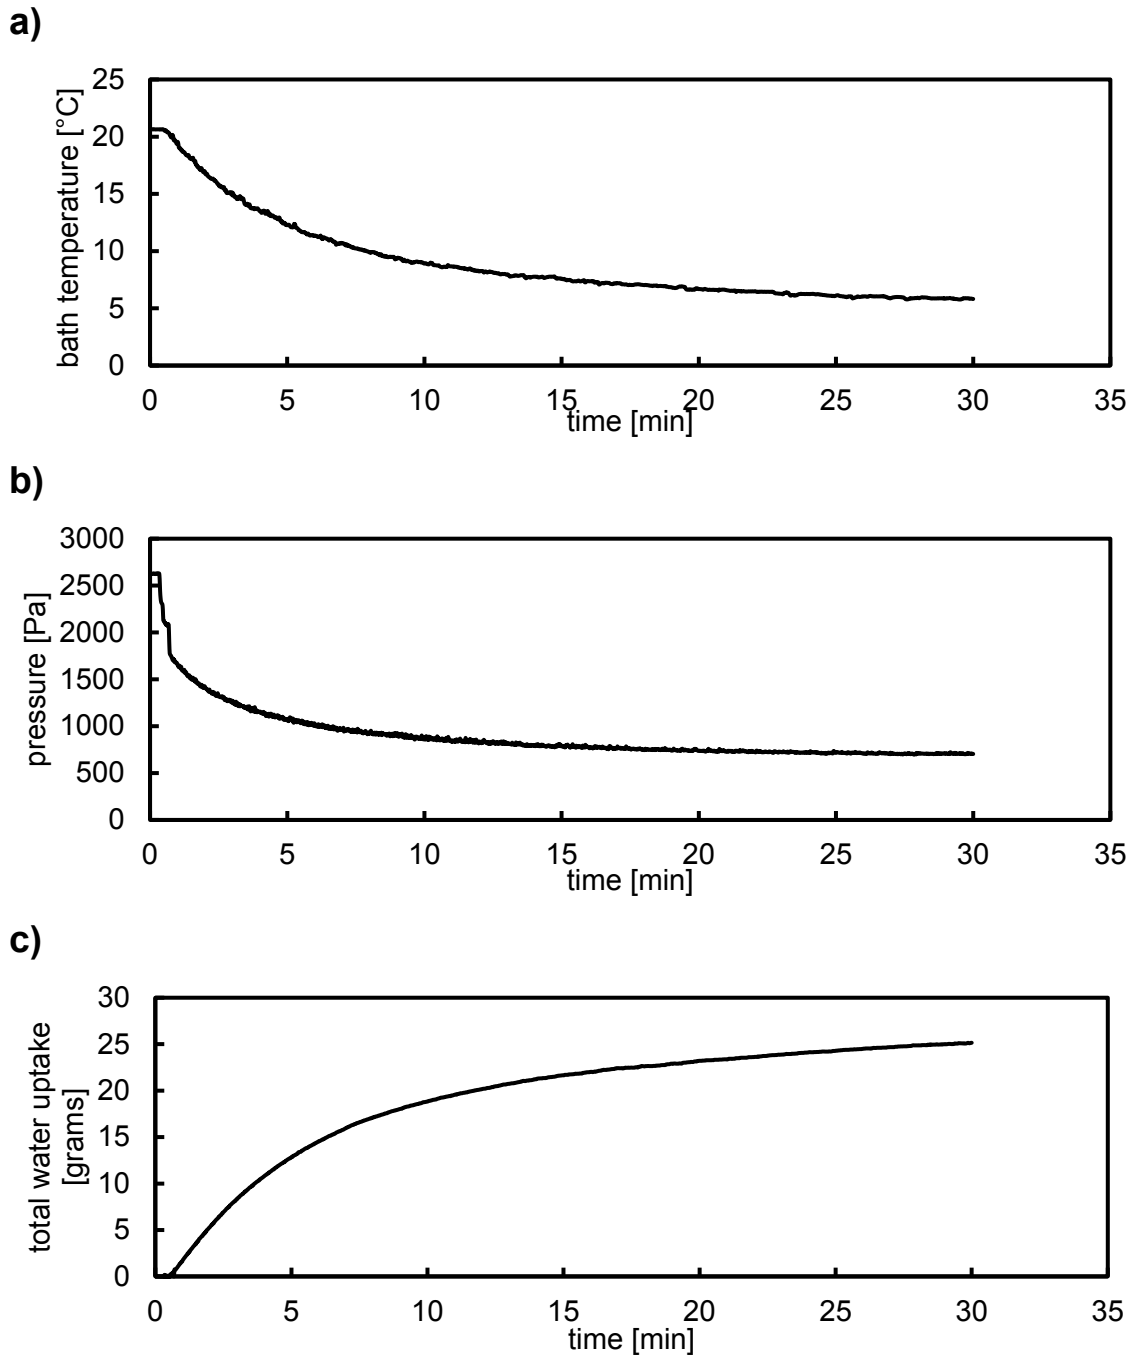 a)
bath temperature [°C]
25
20
15
10
5
0
0 5 10 15 20 25 30 35
time [min]
b)
pressure [Pa]
3000
2500
2000
1500
1000
500
0
0 5 10 15 20 25 30 35
time [min]
c)
total water uptake
[grams]
30
25
20
15
10
5
0
0 5 10 15 20 25 30 35
time [min]